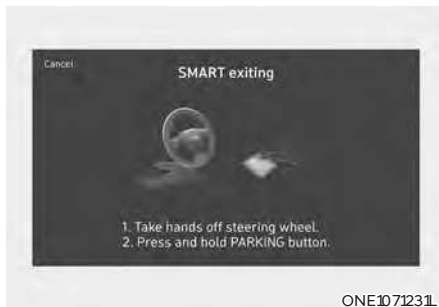 Cancel
SMART exiting
1. Take hands off steering wheel.
2. Press and hold PARKING button.
ONE1071231L